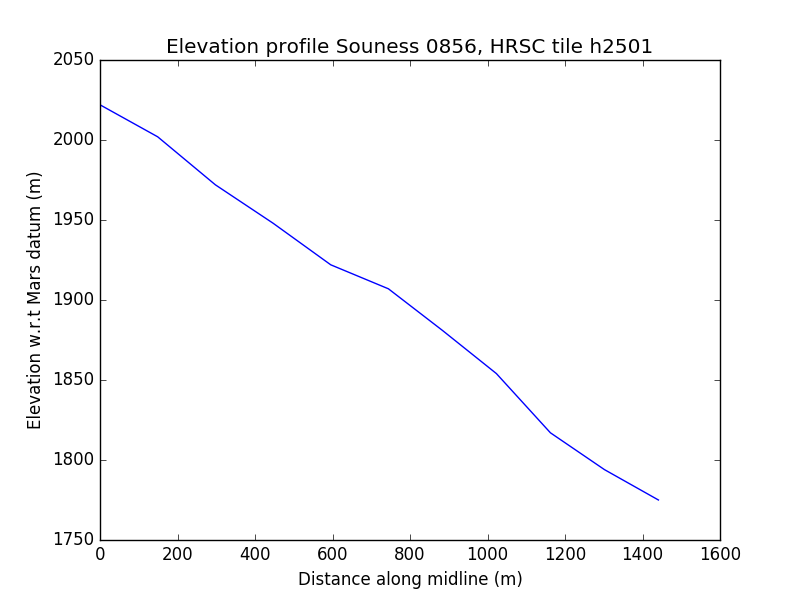 Elevation profile Souness 0856, HRSC tile h2501
2050
2000
1950
1900
1850
1800
1750
Elevation w.r.t Mars datum (m)
0 200 400 600 800 1000 1200 1400 1600
Distance along midline (m)